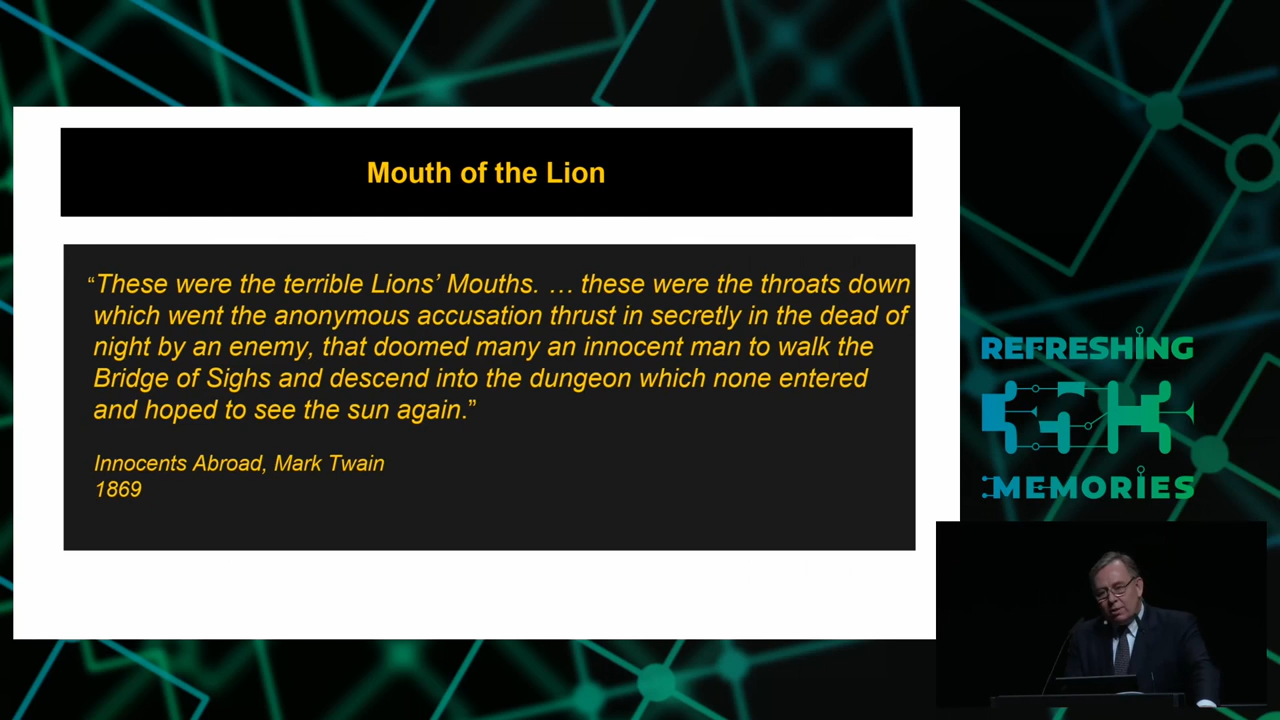 Mouth of the Lion
“These were the terrible Lions’ Mouths. … these were the throats down
which went the anonymous accusation thrust in secretly in the dead of
night by an enemy, that doomed many an innocent man to walk the
Bridge of Sighs and descend into the dungeon which none entered
and hoped to see the sun again.”
Innocents Abroad, Mark Twain
1869
REFRESHING
MEMORIES